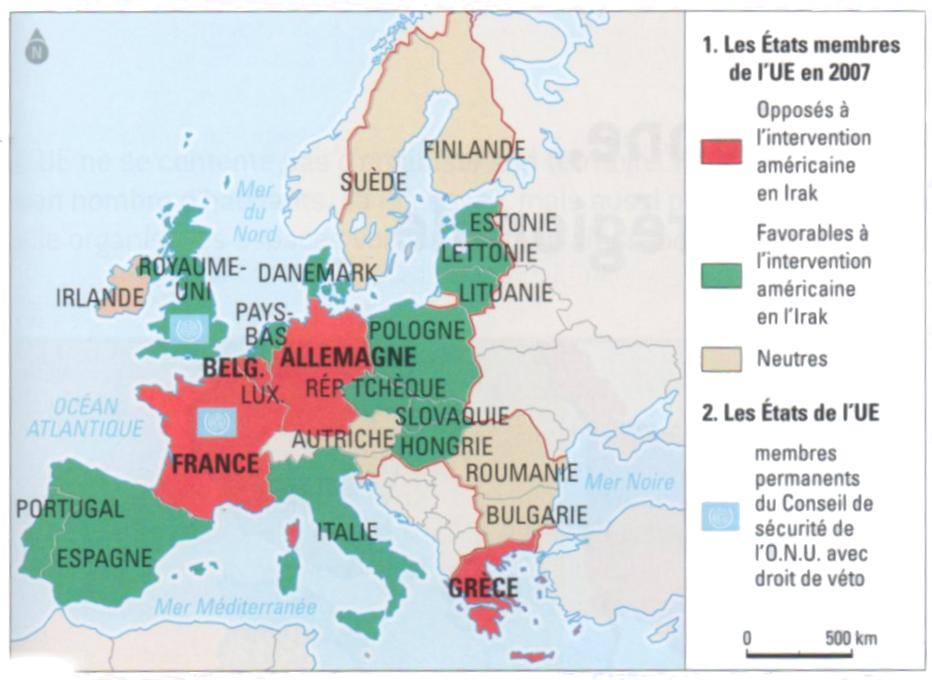 N
FINLANDE
SUÈDE
Mer
du
Nord
ESTONIE
LETTONIE
LITUANIE
ROYAUME-
UNI
DANEMARK
IRLANDE
PAYS-
BAS
POLOGNE
ALLEMAGNE
BELG.
RÉP. TCHÈQUE
LUX.
OCÉAN
ATLANTIQUE
SLOVAQUIE
AUTRICHE
HONGRIE
FRANCE
ROUMANIE
Mer Noire
PORTUGAL
BULGARIE
ITALIE
ESPAGNE
GRÈCE
Mer Méditerranée
1. Les États membres
de l'UE en 2007
Opposés à
l'intervention
américaine
en Irak
Favorables à
l'intervention
américaine
en l'Irak
Neutres
2. Les États de l'UE
membres
permanents
du Conseil de
sécurité de
l'O.N.U. avec
droit de véto
0 500 km